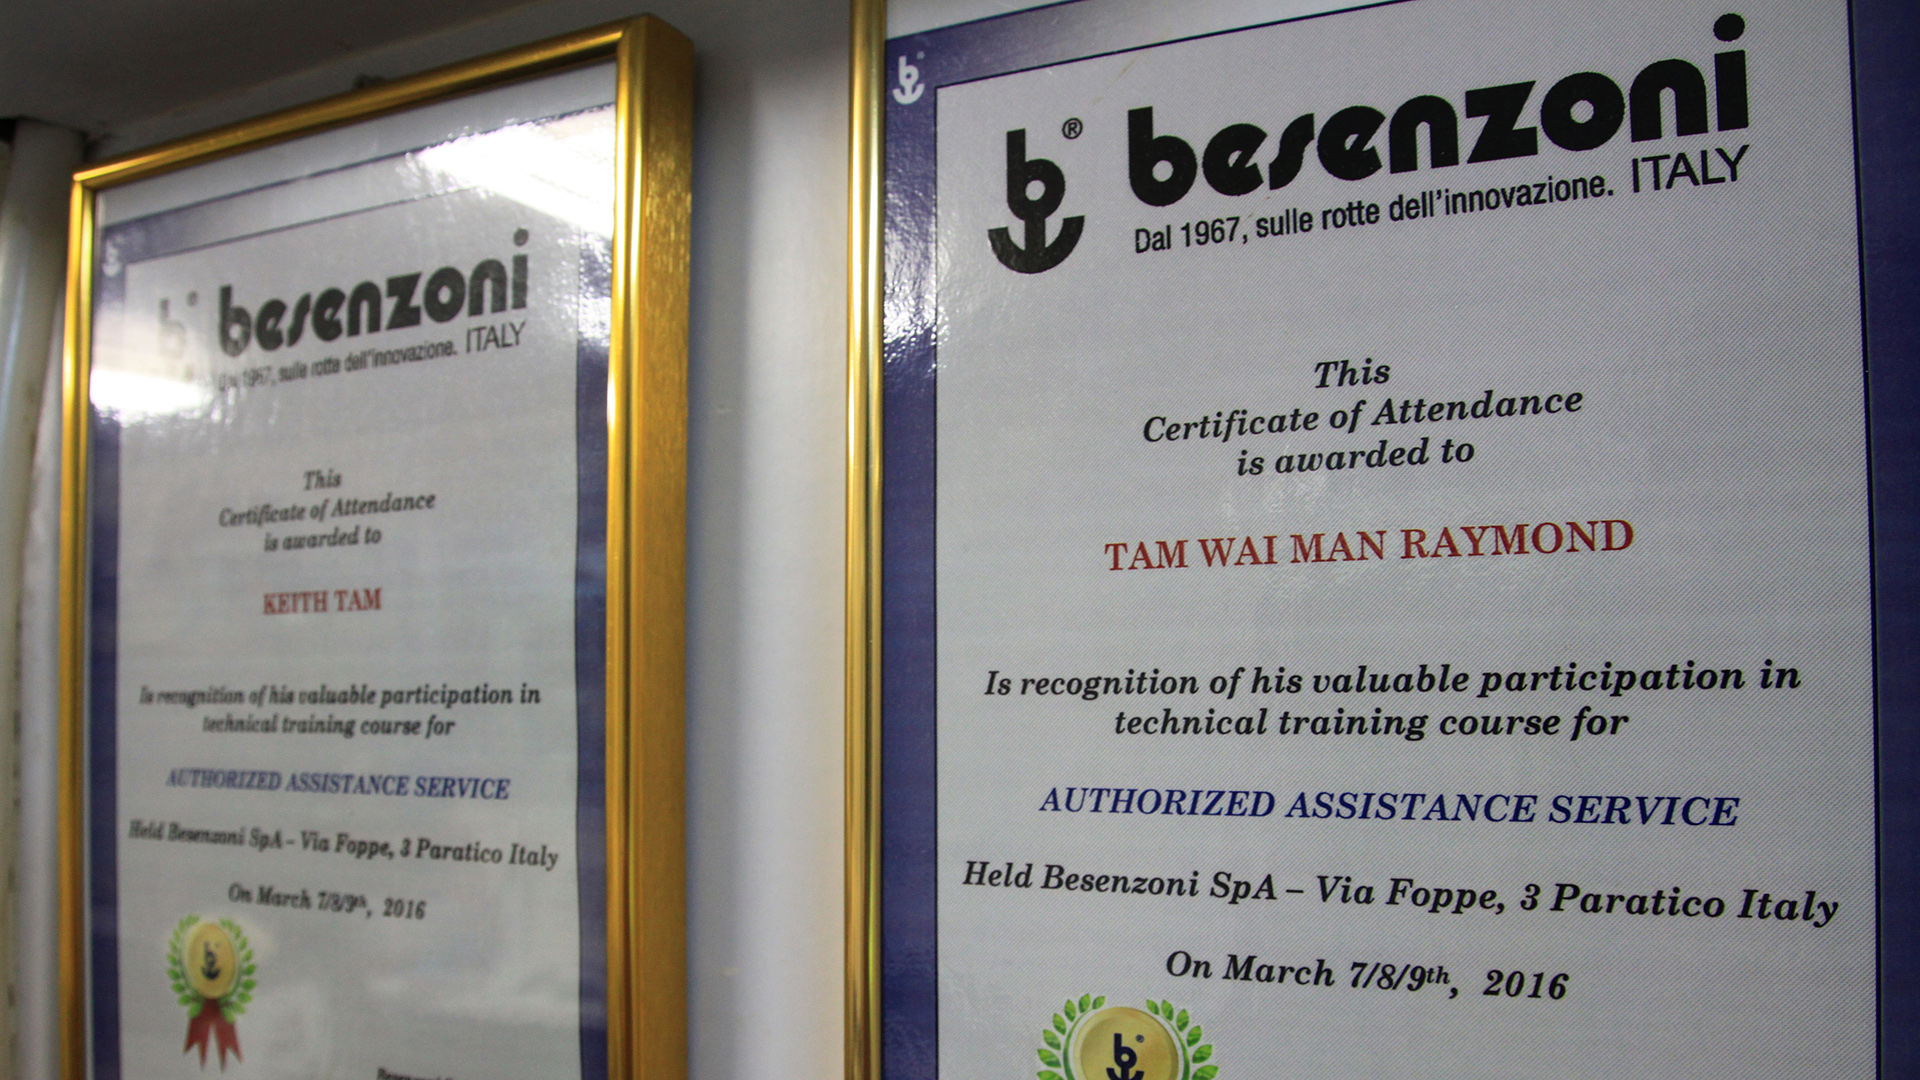 besenzoni
1967, sulle rotte dell'innovazione. ITALY
This
Certificate of Attendance
is awarded to
KEITH TAM
Is recognition of his valuable participation in
technical training course for
AUTHORIZED ASSISTANCE SERVICE
Held Besenzoni SpA – Via Foppe, 3 Paratico Italy
On March 7/8/9th, 2016
b® besenzoni
Dal 1967, sulle rotte dell'innovazione. ITALY
This
Certificate of Attendance
is awarded to
TAM WAI MAN RAYMOND
Is recognition of his valuable participation in
technical training course for
AUTHORIZED ASSISTANCE SERVICE
Held Besenzoni SpA – Via Foppe, 3 Paratico Italy
On March 7/8/9th, 2016